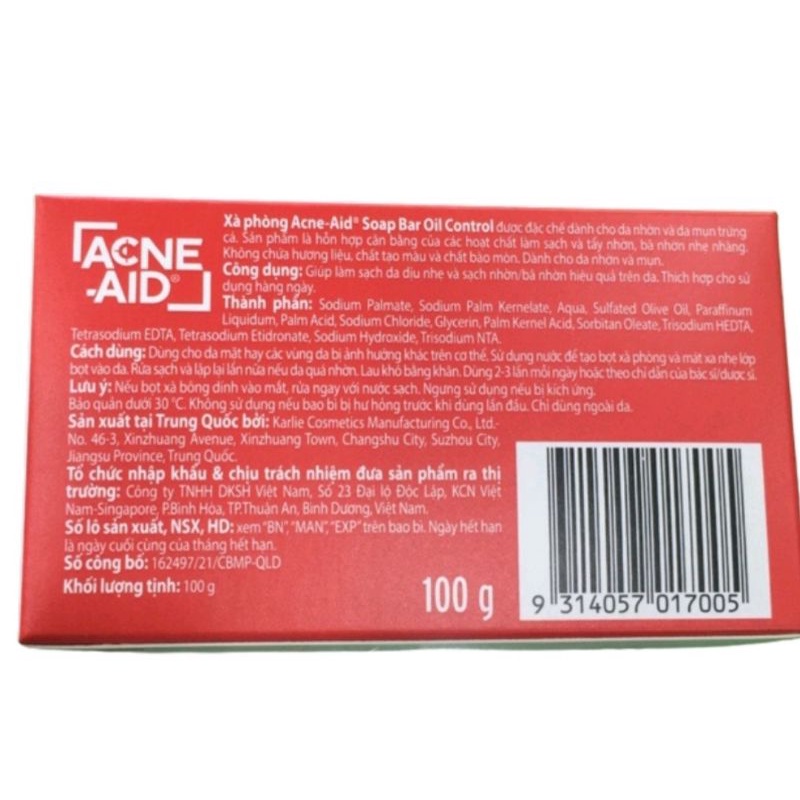 ACNE
-AID®
Xà phòng Acne-Aid® Soap Bar Oil Control được đặc chế dành cho da nhờn và da mụn trứng
cá. Sản phẩm là hỗn hợp cân bằng của các hoạt chất làm sạch và tẩy nhờn, bã nhờn nhẹ nhàng.
Không chứa hương liệu, chất tạo màu và chất bào mòn. Dành cho da nhờn và mụn.
Công dụng: Giúp làm sạch da dịu nhẹ và sạch nhờn/bã nhờn hiệu quả trên da. Thích hợp cho sử
dụng hàng ngày.
Thành phần: Sodium Palmate, Sodium Palm Kernelate, Aqua, Sulfated Olive Oil, Paraffinum
Liquidum, Palm Acid, Sodium Chloride, Glycerin, Palm Kernel Acid, Sorbitan Oleate, Trisodium HEDTA,
Tetrasodium EDTA, Tetrasodium Etidronate, Sodium Hydroxide, Trisodium NTA.
Cách dùng: Dùng cho da mặt hay các vùng da bị ảnh hưởng khác trên cơ thể. Sử dụng nước để tạo bọt xà phòng và mát xa nhẹ lớp
bọt vào da. Rửa sạch và lặp lại lần nữa nếu da quá nhờn. Lau khô bằng khăn. Dùng 2-3 lần mỗi ngày hoặc theo chỉ dẫn của bác sĩ/dược sĩ.
Lưu ý: Nếu bọt xà bông dính vào mắt, rửa ngay với nước sạch. Ngưng sử dụng nếu bị kích ứng.
Bảo quản dưới 30 °C. Không sử dụng nếu bao bì bị hư hỏng trước khi dùng lần đầu. Chỉ dùng ngoài da.
Sản xuất tại Trung Quốc bởi: Karlie Cosmetics Manufacturing Co., Ltd.-
No. 46-3, Xinzhuang Avenue, Xinzhuang Town, Changshu City, Suzhou City,
Jiangsu Province, Trung Quốc.
Tổ chức nhập khẩu & chịu trách nhiệm đưa sản phẩm ra thị
trường: Công ty TNHH DKSH Việt Nam, Số 23 Đại lộ Độc Lập, KCN Việt
Nam-Singapore, P.Bình Hòa, TP.Thuận An, Bình Dương, Việt Nam.
Số lô sản xuất, NSX, HD: xem "BN", "MAN", "EXP" trên bao bì. Ngày hết hạn
là ngày cuối cùng của tháng hết hạn.
Số công bố: 162497/21/CBMP-QLD
Khối lượng tịnh: 100 g
100 g
9 314057 017005